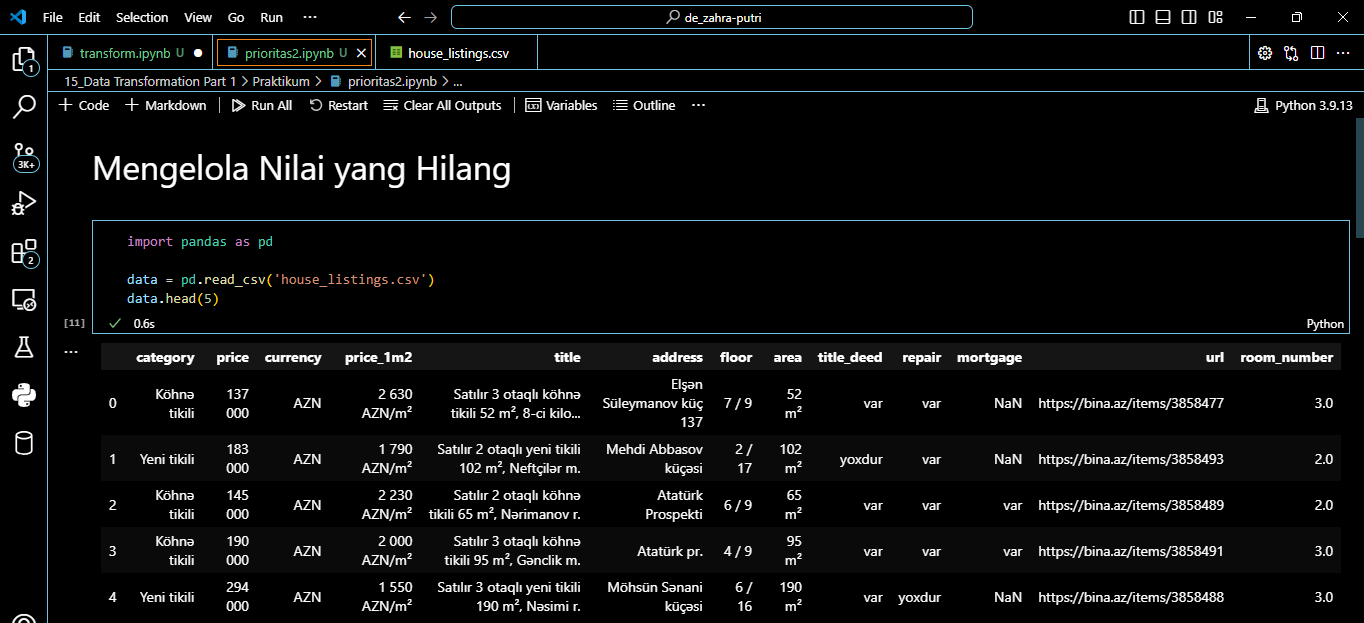 File Edit Selection View Go Run ··· de_zahra-putri
transform.ipynb U prioritas2.ipynb U house_listings.csv
15_Data Transformation Part 1 > Praktikum > prioritas2.ipynb > ...
Code Markdown Run All Restart Clear All Outputs Variables Outline ··· Python 3.9.13
1
3K+
2
Mengelola Nilai yang Hilang
import pandas as pd
data = pd.read_csv('house_listings.csv')
data.head(5)
[11] 0.6s Python
category price currency price_1m2 title address floor area title_deed repair mortgage url room_number
0 Köhnə tikili 137 000 AZN 2 630 AZN/m² Satılır 3 otaqlı köhnə tikili 52 m², 8-ci kilo... Elşən Süleymanov küç 137 7 / 9 52 m² var var NaN https://bina.az/items/3858477 3.0
1 Yeni tikili 183 000 AZN 1 790 AZN/m² Satılır 2 otaqlı yeni tikili 102 m², Neftçilər m. Mehdi Abbasov küçəsi 2 / 17 102 m² yoxdur var NaN https://bina.az/items/3858493 2.0
2 Köhnə tikili 145 000 AZN 2 230 AZN/m² Satılır 2 otaqlı köhnə tikili 65 m², Nərimanov r. Atatürk Prospekti 6 / 9 65 m² var var var https://bina.az/items/3858489 2.0
3 Köhnə tikili 190 000 AZN 2 000 AZN/m² Satılır 3 otaqlı köhnə tikili 95 m², Gənclik m. Atatürk pr. 4 / 9 95 m² var var var https://bina.az/items/3858491 3.0
4 Yeni tikili 294 000 AZN 1 550 AZN/m² Satılır 3 otaqlı yeni tikili 190 m², Nəsimi r. Möhsün Sənani küçəsi 6 / 16 190 m² var yoxdur NaN https://bina.az/items/3858488 3.0